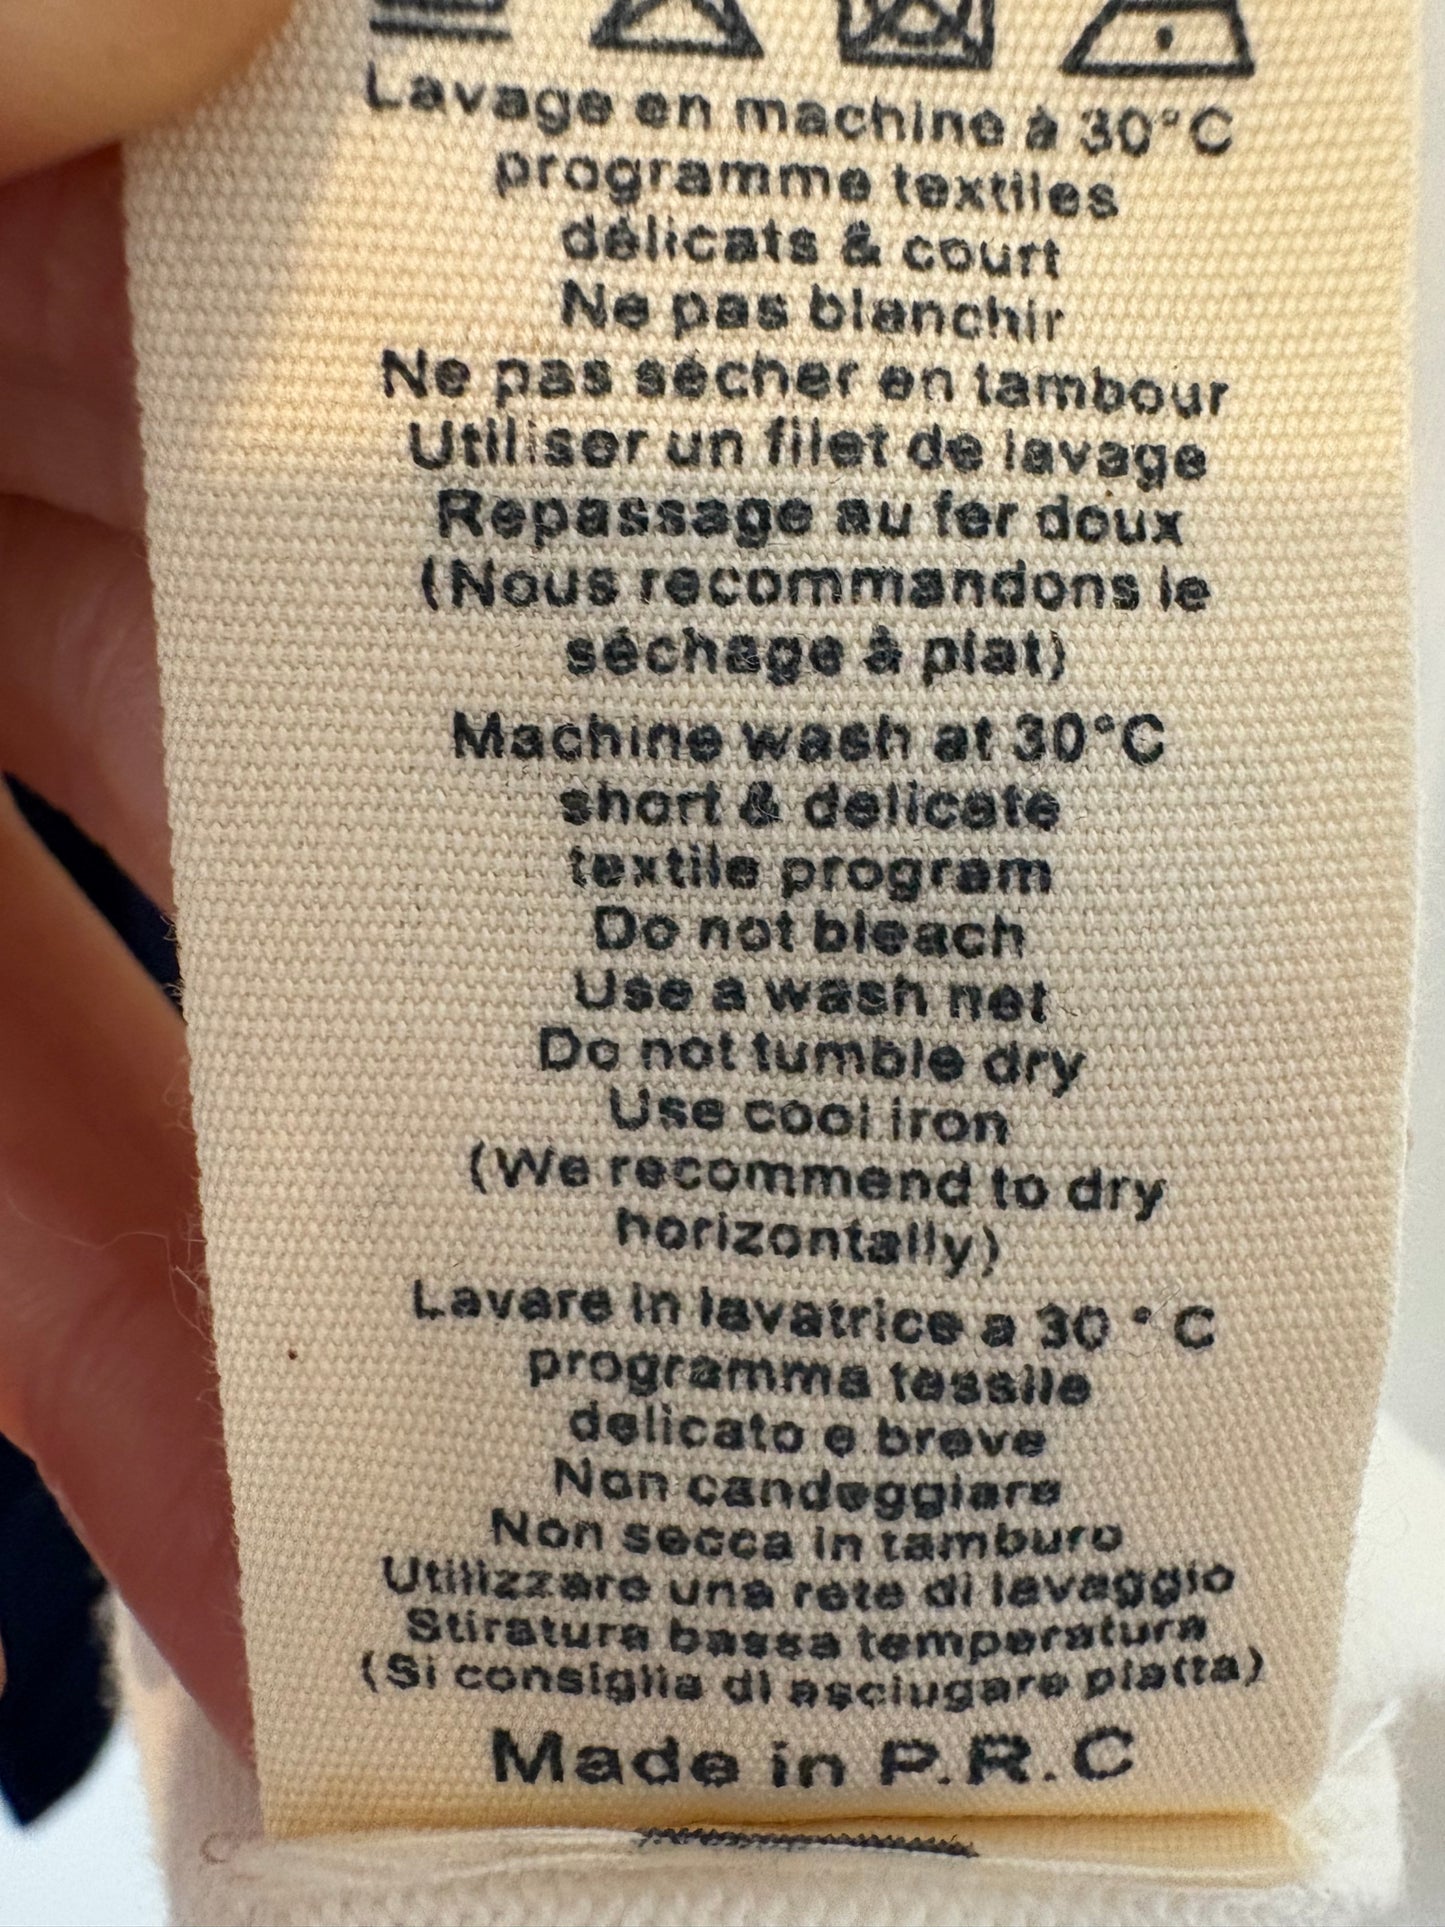 Lavage en machine à 30°C
programme textiles
délicats & court
Ne pas blanchir
Ne pas sécher en tambour
Utiliser un filet de lavage
Repassage au fer doux
(Nous recommandons le
séchage à plat)
Machine wash at 30°C
short & delicate
textile program
Do not bleach
Use a wash net
Do not tumble dry
Use cool iron
(We recommend to dry
horizontally)
Lavare in lavatrice a 30 ° C
programma tessile
delicato e breve
Non candeggiare
Non secca in tamburo
Utilizzare una rete di lavaggio
Stiratura bassa temperatura
(Si consiglia di asciugare piatta)
Made in P.R.C